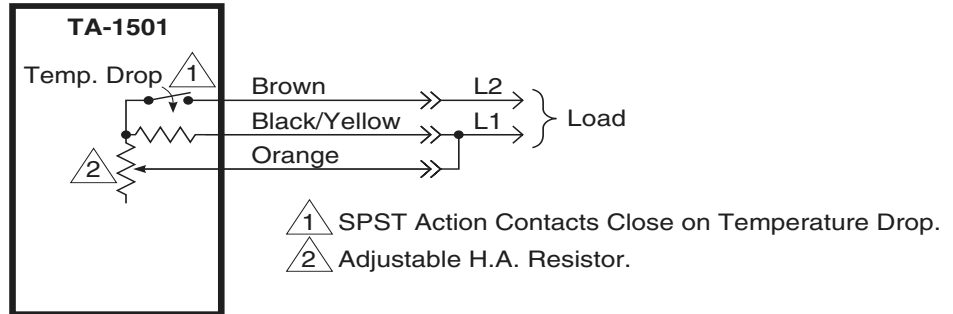 TA-1501
Temp. Drop 1
Brown L2
Black/Yellow L1 Load
Orange
2
1 SPST Action Contacts Close on Temperature Drop.
2 Adjustable H.A. Resistor.